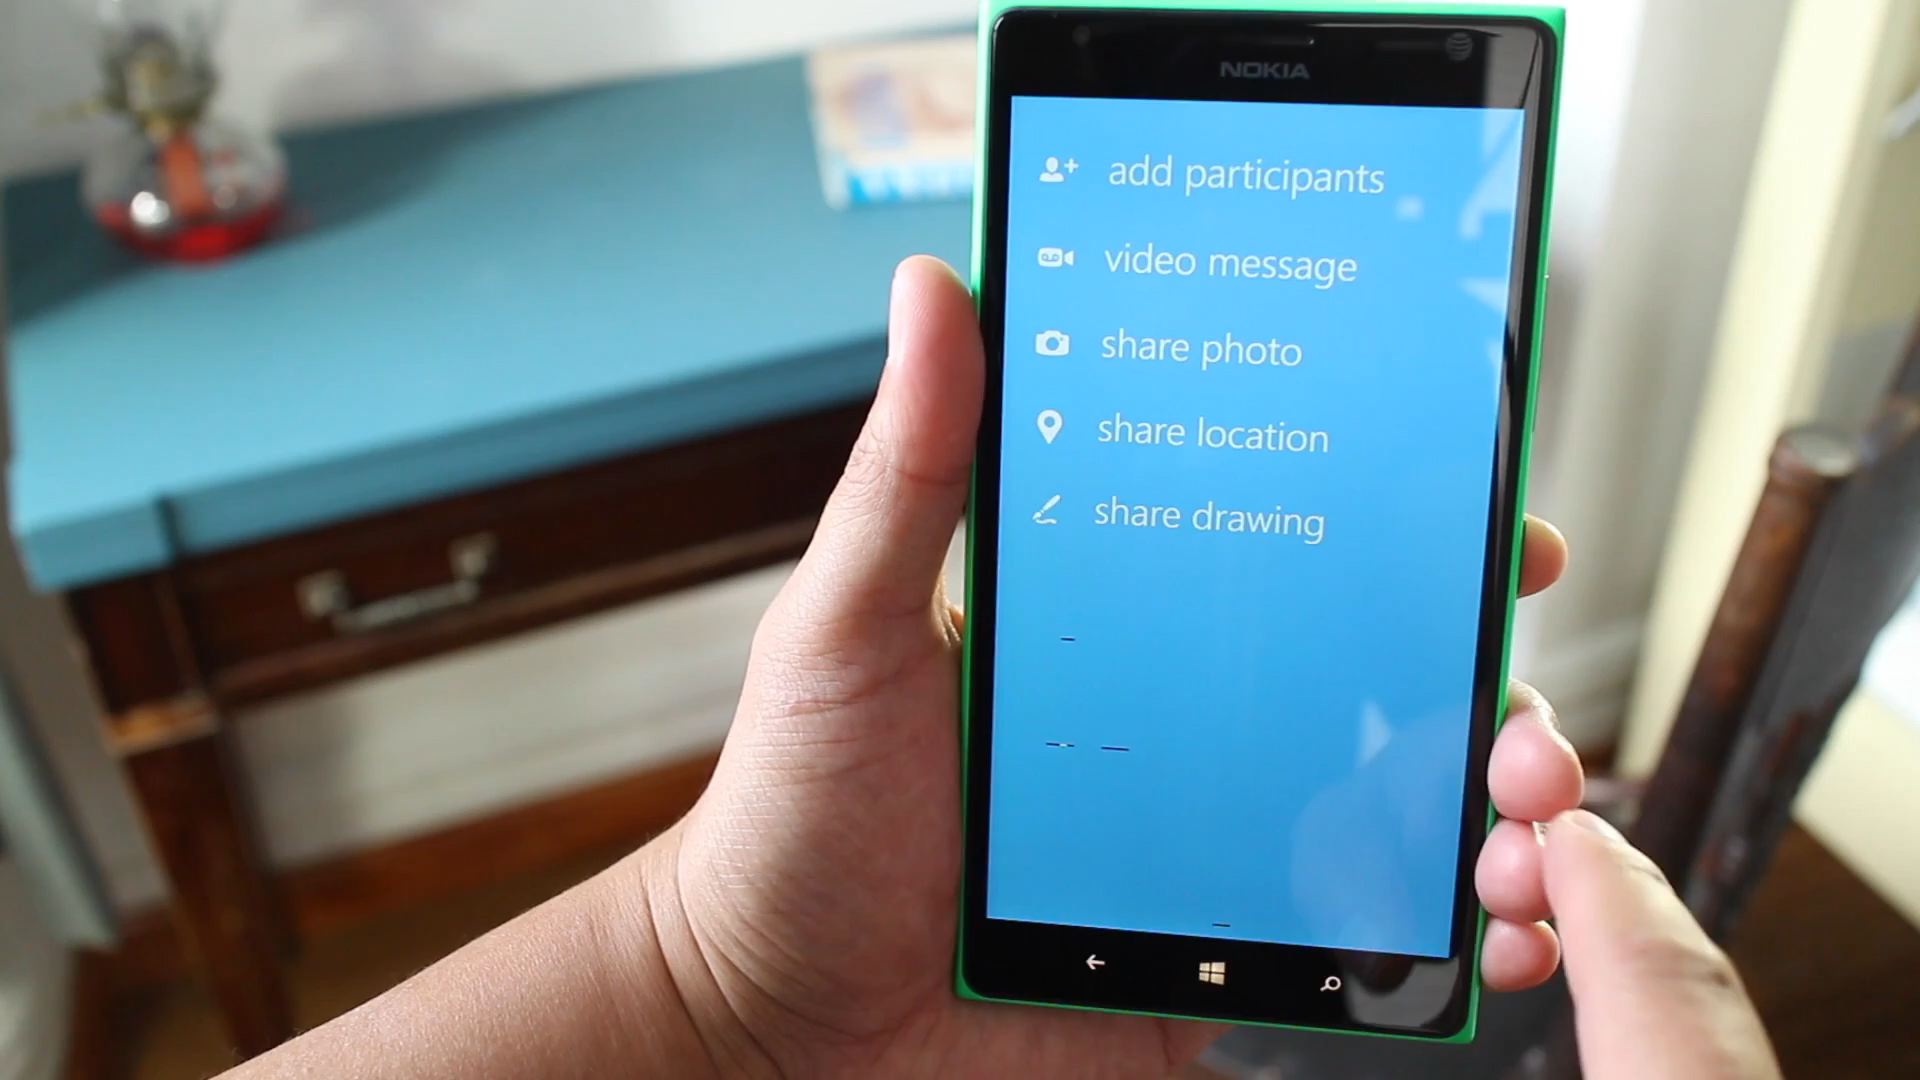 NOKIA
add participants
video message
share photo
share location
share drawing